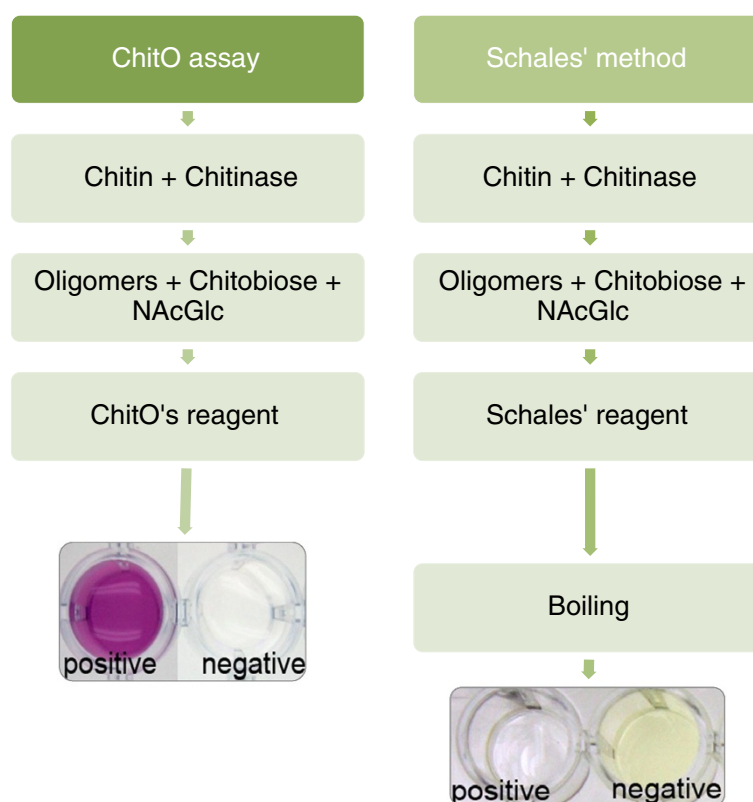 ChitO assay
Chitin + Chitinase
Oligomers + Chitobiose +
NAcGlc
ChitO's reagent
positive negative
Schales' method
Chitin + Chitinase
Oligomers + Chitobiose +
NAcGlc
Schales' reagent
Boiling
positive negative